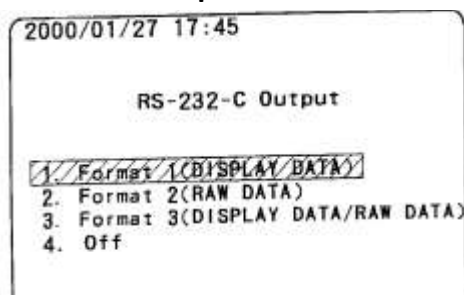 2000/01/27 17:45
RS-232-C Output
1. Format 1(DISPLAY DATA)
2. Format 2(RAW DATA)
3. Format 3(DISPLAY DATA/RAW DATA)
4. Off